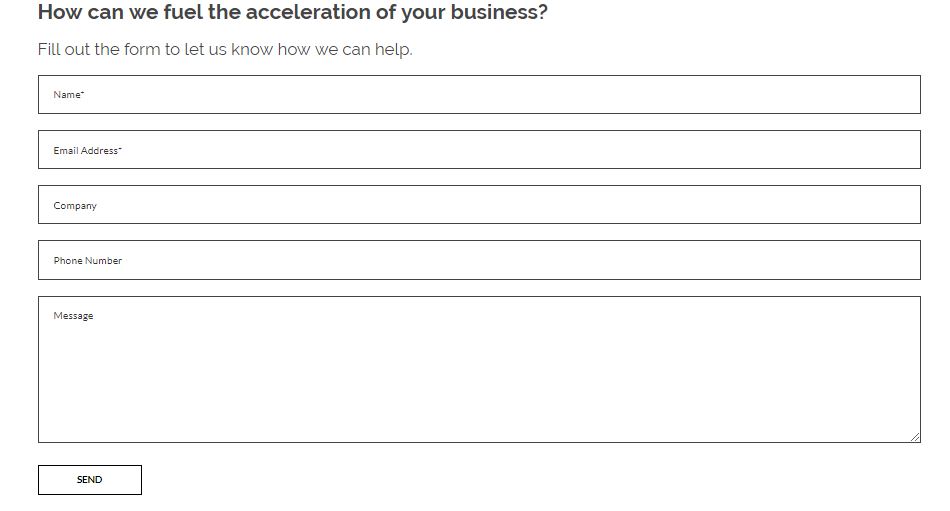 How can we fuel the acceleration of your business?
Fill out the form to let us know how we can help.
Name*
Email Address*
Company
Phone Number
Message
SEND